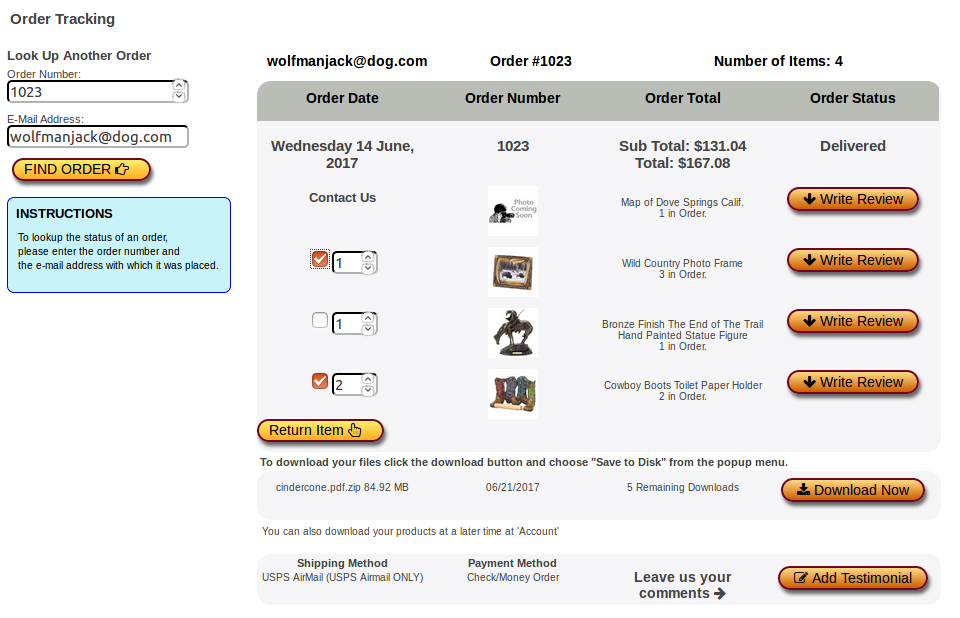 Order Tracking
Look Up Another Order
Order Number:
1023
E-Mail Address:
wolfmanjack@dog.com
FIND ORDER
INSTRUCTIONS
To lookup the status of an order,
please enter the order number and
the e-mail address with which it was placed.
wolfmanjack@dog.com Order #1023 Number of Items: 4
Order Date Order Number Order Total Order Status
Wednesday 14 June, 1023 Sub Total: $131.04 Delivered
2017 Total: $167.08
Contact Us
Photo
Coming
Soon
Map of Dove Springs Calif.
1 in Order.
Write Review
1
Wild Country Photo Frame
3 in Order.
Write Review
1
Bronze Finish The End of The Trail
Hand Painted Statue Figure
1 in Order.
Write Review
2
Cowboy Boots Toilet Paper Holder
2 in Order.
Write Review
Return Item
To download your files click the download button and choose "Save to Disk" from the popup menu.
cindercone.pdf.zip 84.92 MB 06/21/2017 5 Remaining Downloads Download Now
You can also download your products at a later time at 'Account'
Shipping Method Payment Method
USPS AirMail (USPS Airmail ONLY) Check/Money Order
Leave us your
comments
Add Testimonial